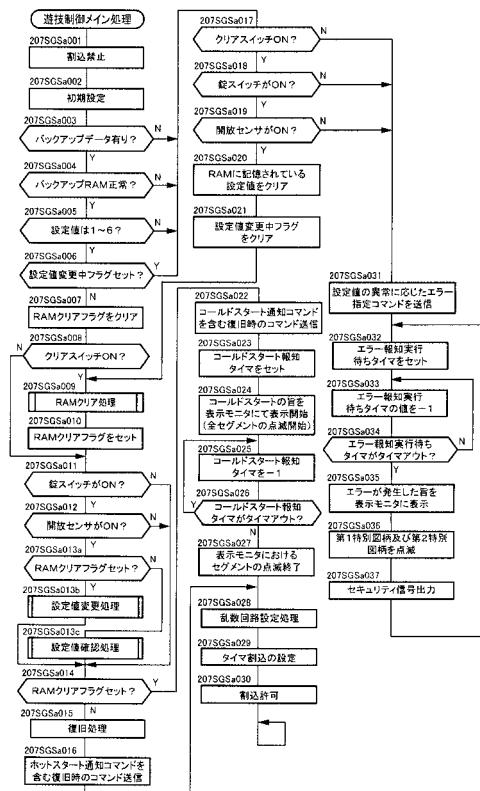 遊技制御メイン処理
207SGSa001
割込禁止
207SGSa002
初期設定
207SGSa003
バックアップデータ有り?
N
Y
207SGSa004
バックアップRAM正常?
N
Y
207SGSa005
設定値は1~6?
N
Y
207SGSa006
設定値変更中フラグセット?
Y
N
207SGSa007
RAMクリアフラグをクリア
207SGSa008
クリアスイッチON?
N
Y
207SGSa009
RAMクリア処理
207SGSa010
RAMクリアフラグをセット
207SGSa011
錠スイッチがON?
N
Y
207SGSa012
開放センサがON?
N
Y
207SGSa013a
RAMクリアフラグセット?
N
Y
207SGSa013b
設定値変更処理
207SGSa013c
設定値確認処理
207SGSa014
RAMクリアフラグセット?
Y
N
207SGSa015
復旧処理
207SGSa016
ホットスタート通知コマンドを
含む復旧時のコマンド送信
207SGSa017
クリアスイッチON?
N
Y
207SGSa018
錠スイッチがON?
N
Y
207SGSa019
開放センサがON?
N
Y
207SGSa020
RAMに記憶されている
設定値をクリア
207SGSa021
設定値変更中フラグ
をクリア
207SGSa022
コールドスタート通知コマンド
を含む復旧時のコマンド送信
207SGSa023
コールドスタート報知
タイマをセット
207SGSa024
コールドスタートの旨を
表示モニタにて表示開始
(全セグメントの点滅開始)
207SGSa025
コールドスタート報知
タイマを-1
207SGSa026
コールドスタート報知
タイマがタイマアウト?
Y
N
207SGSa027
表示モニタにおける
セグメントの点滅終了
207SGSa028
乱数回路設定処理
207SGSa029
タイマ割込の設定
207SGSa030
割込許可
207SGSa031
設定値の異常に応じたエラー
指定コマンドを送信
207SGSa032
エラー報知実行
待ちタイマをセット
207SGSa033
エラー報知実行
待ちタイマの値を-1
207SGSa034
エラー報知実行待ち
タイマがタイマアウト?
N
Y
207SGSa035
エラーが発生した旨を
表示モニタに表示
207SGSa036
第1特別図柄及び第2特別
図柄を点滅
207SGSa037
セキュリティ信号出力